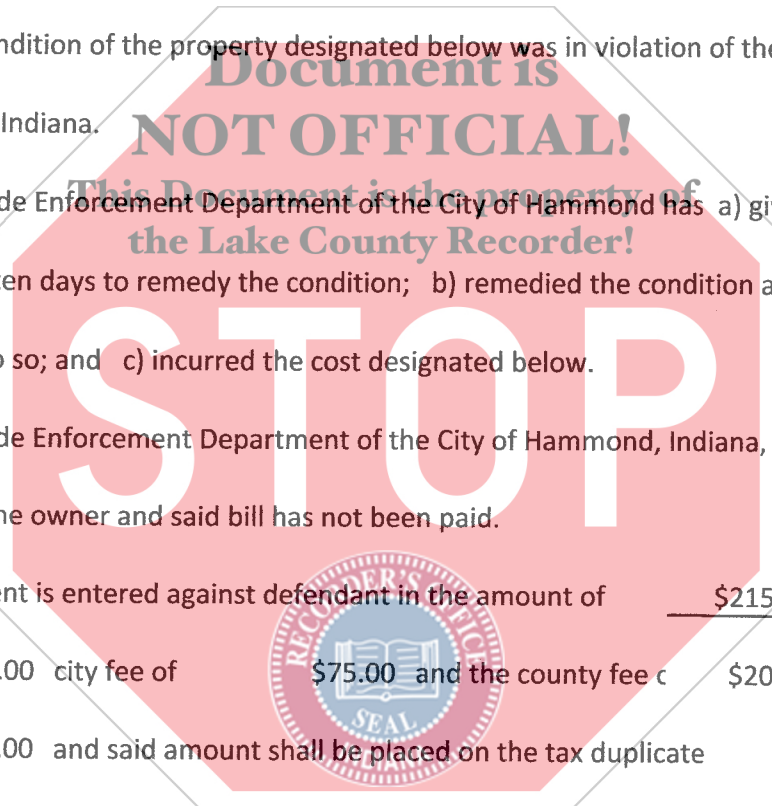 ndition of the property designated below was in violation of the
Document is
Indiana.
NOT OFFICIAL!
This Document is the property of
de Enforcement Department of the City of Hammond has a) gi
the Lake County Recorder!
en days to remedy the condition; b) remedied the condition a
STOP
o so; and c) incurred the cost designated below.
de Enforcement Department of the City of Hammond, Indiana,
ne owner and said bill has not been paid.
nt is entered against defendant in the amount of $215
RECORDER'S OFFICE
.00 city fee of $75.00 and the county fee c $20
SEAL
.00 and said amount shall be placed on the tax duplicate
INDIANA